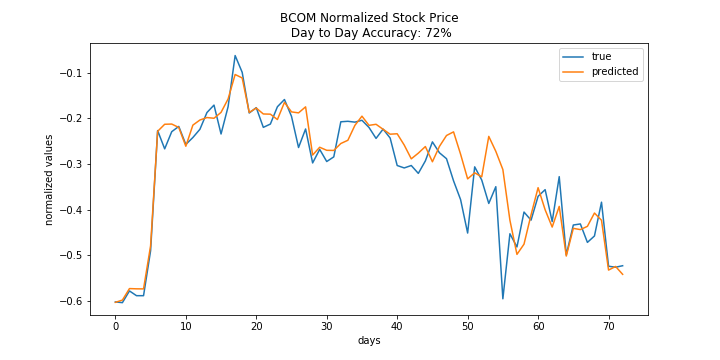 BCOM Normalized Stock Price
Day to Day Accuracy: 72%
true
predicted
normalized values
−0.1
−0.2
−0.3
−0.4
−0.5
−0.6
0 10 20 30 40 50 60 70
days